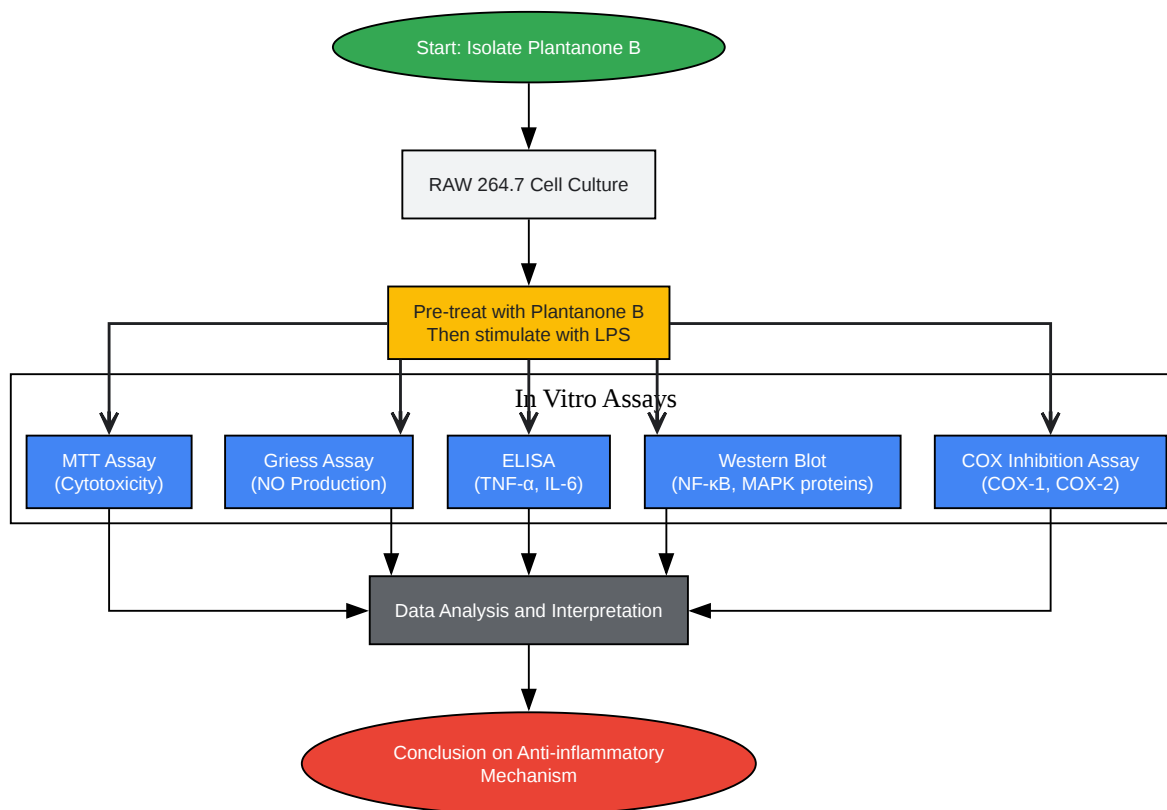 Start: Isolate Plantanone B
RAW 264.7 Cell Culture
Pre-treat with Plantanone B
Then stimulate with LPS
In Vitro Assays
MTT Assay
(Cytotoxicity)
Griess Assay
(NO Production)
ELISA
(TNF-α, IL-6)
Western Blot
(NF-κB, MAPK proteins)
COX Inhibition Assay
(COX-1, COX-2)
Data Analysis and Interpretation
Conclusion on Anti-inflammatory
Mechanism